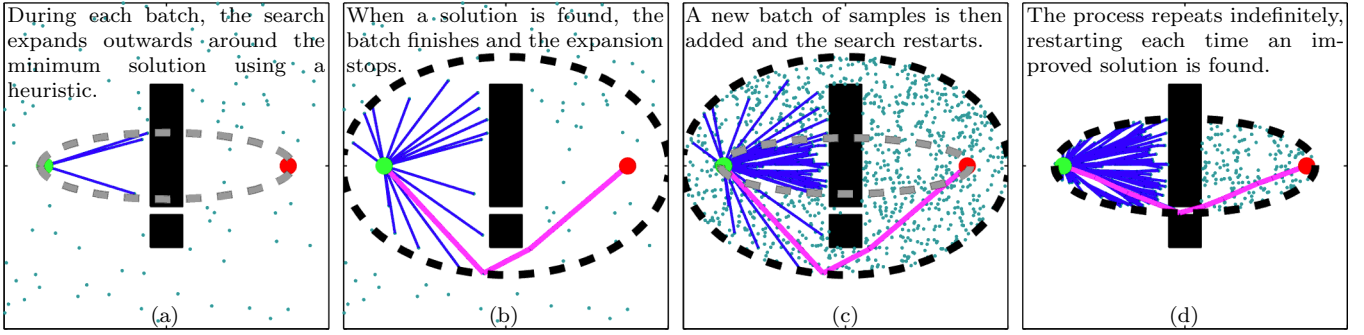 During each batch, the search
expands outwards around the
minimum solution using a
heuristic.
(a)
When a solution is found, the
batch finishes and the expansion
stops.
(b)
A new batch of samples is then
added and the search restarts.
(c)
The process repeats indefinitely,
restarting each time an im-
proved solution is found.
(d)